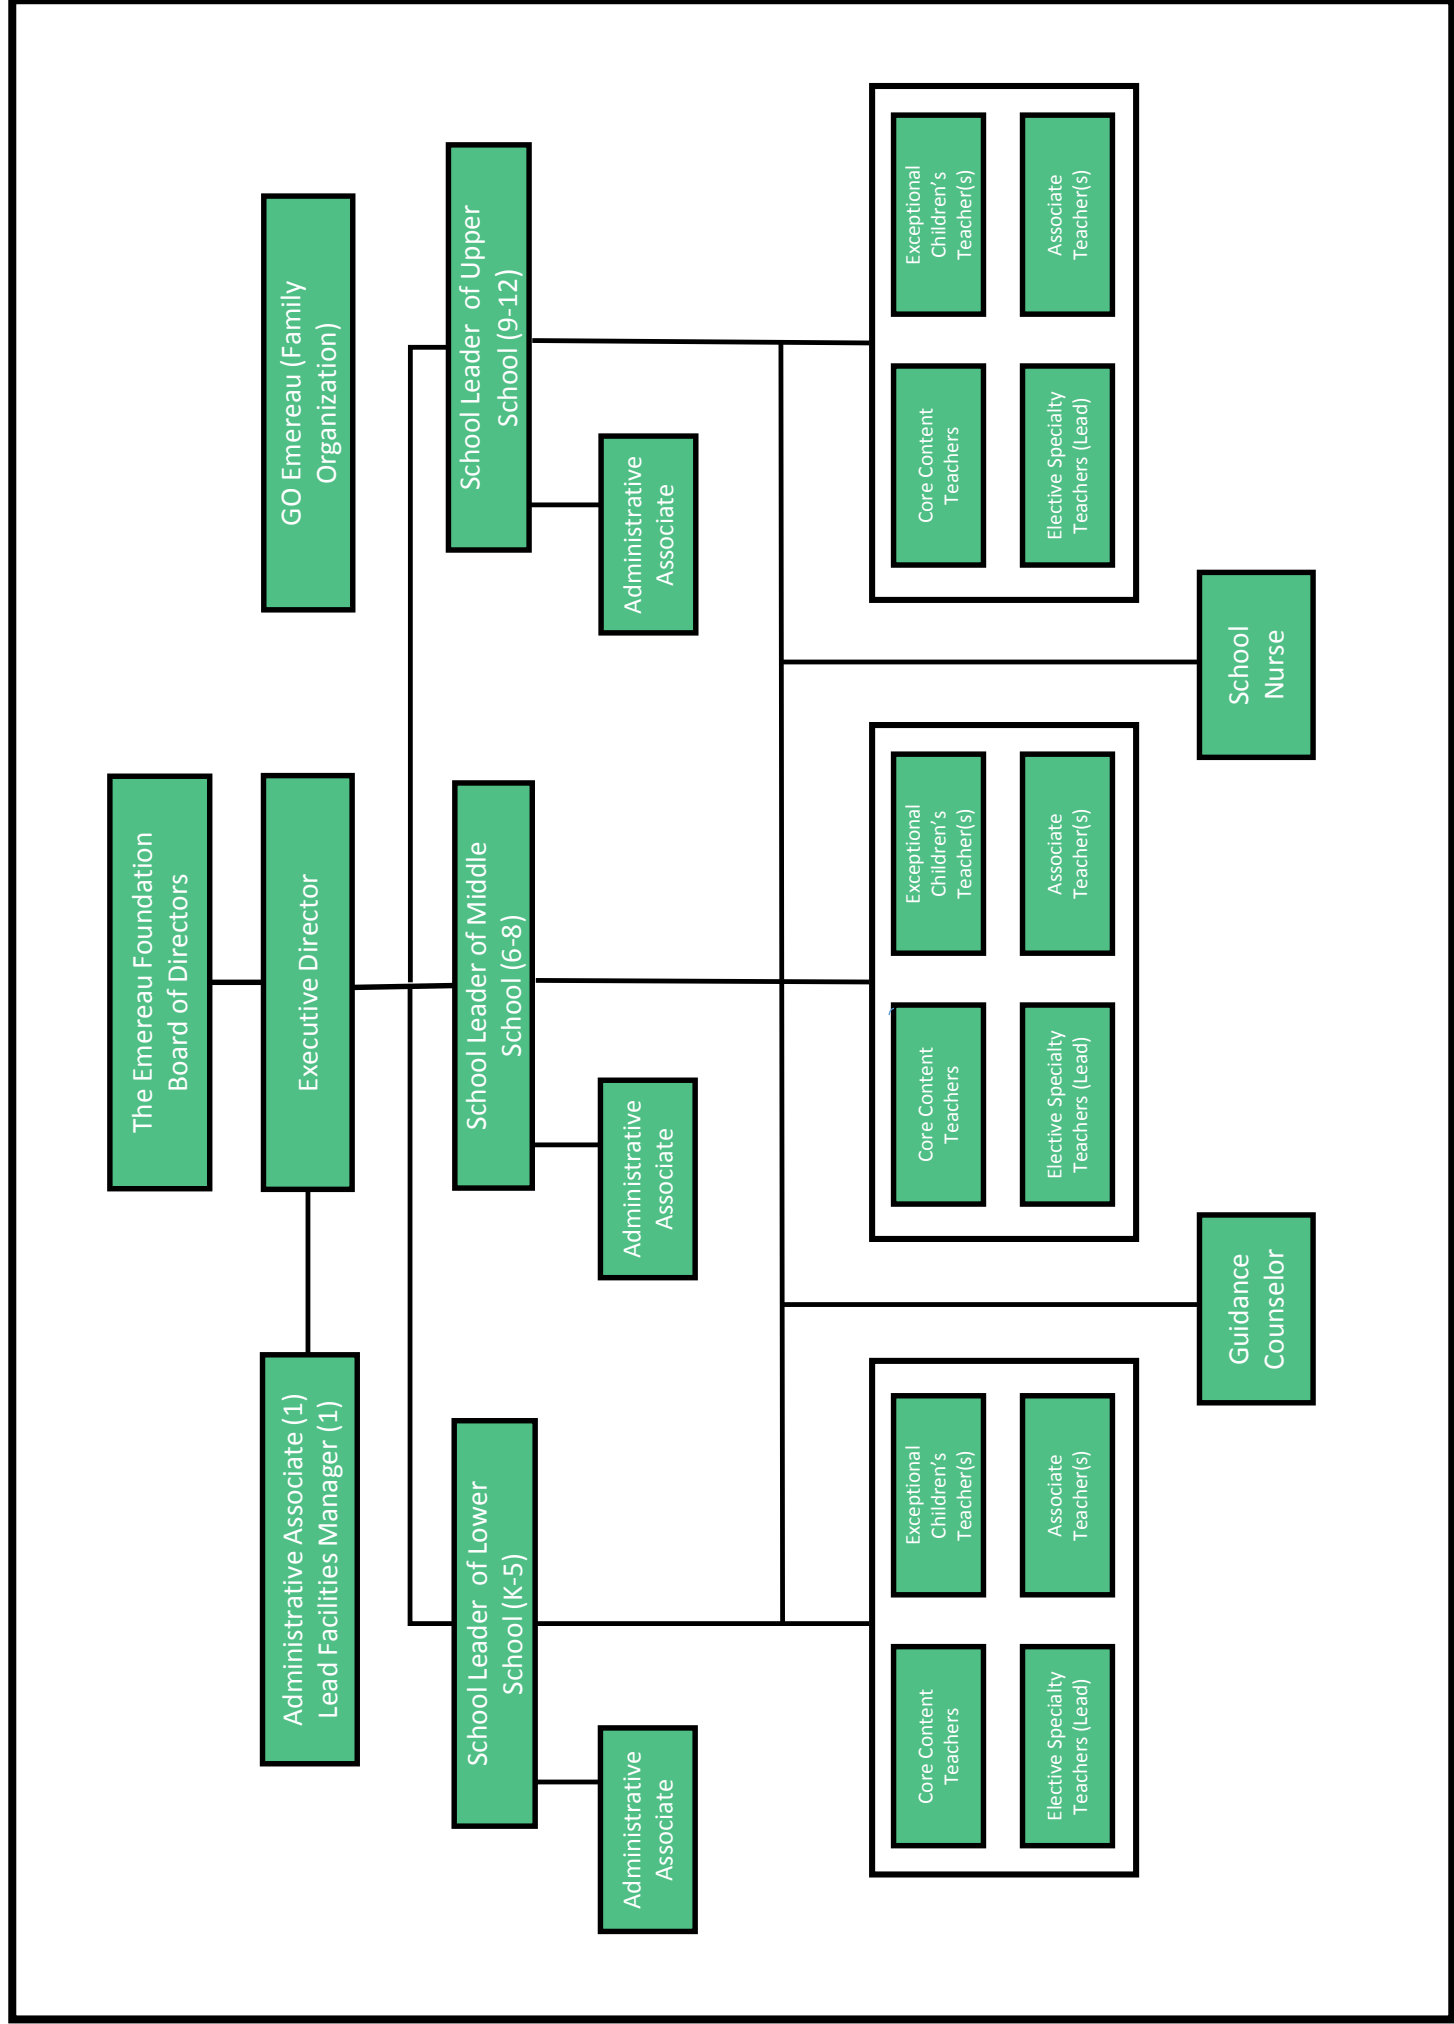 The Emereau Foundation
Board of Directors
Administrative Associate (1)
Lead Facilities Manager (1)
Executive Director
GO Emereau (Family
Organization)
School Leader  of Lower
School (K-5)
School Leader of Middle
School (6-8)
School Leader  of Upper
School (9-12)
Administrative
Associate
Administrative
Associate
Administrative
Associate
Core Content
Teachers
Exceptional
Children’s
Teacher(s)
Elective Specialty
Teachers (Lead)
Associate
Teacher(s)
Core Content
Teachers
Exceptional
Children’s
Teacher(s)
Elective Specialty
Teachers (Lead)
Associate
Teacher(s)
Core Content
Teachers
Exceptional
Children’s
Teacher(s)
Elective Specialty
Teachers (Lead)
Associate
Teacher(s)
Guidance
Counselor
School
Nurse